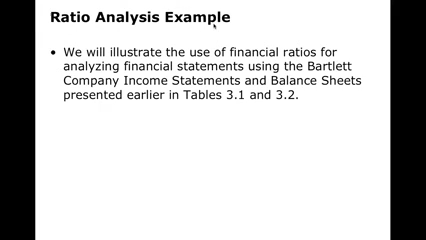 Ratio Analysis Example
• We will illustrate the use of financial ratios for
analyzing financial statements using the Bartlett
Company Income Statements and Balance Sheets
presented earlier in Tables 3.1 and 3.2.